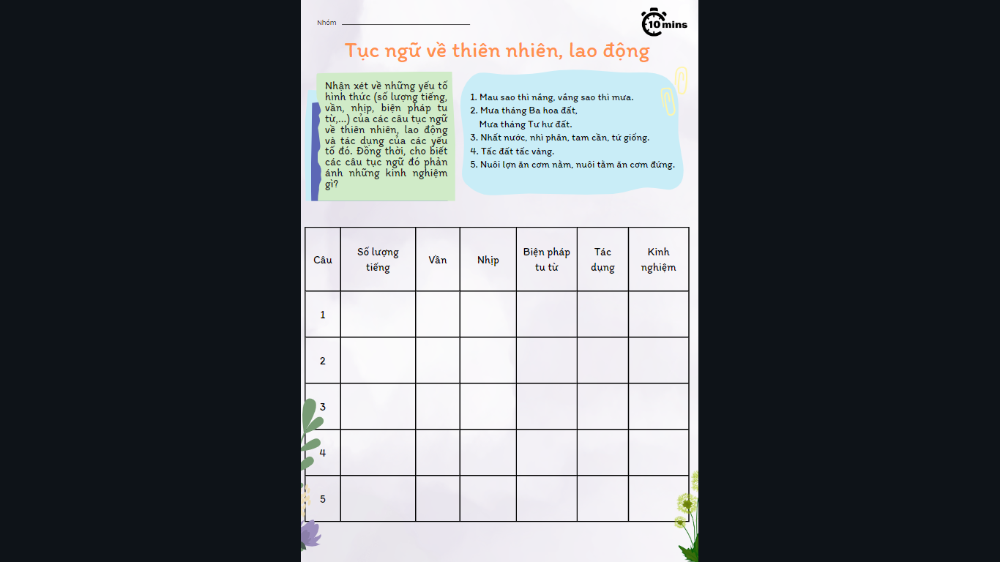 Nhóm
10 mins
Tục ngữ về thiên nhiên, lao động
Nhận xét về những yếu tố
hình thức (số lượng tiếng,
vần, nhịp, biện pháp tu
từ,...) của các câu tục ngữ
về thiên nhiên, lao động
và tác dụng của các yếu
tố đó. Đồng thời, cho biết
các câu tục ngữ đó phản
ánh những kinh nghiệm
gì?
1. Mau sao thì nắng, vắng sao thì mưa.
2. Mưa tháng Ba hoa đất,
Mưa tháng Tư hư đất.
3. Nhất nước, nhì phân, tam cần, tứ giống.
4. Tấc đất tấc vàng.
5. Nuôi lợn ăn cơm nằm, nuôi tằm ăn cơm đứng.
Câu
Số lượng
tiếng
Vần
Nhịp
Biện pháp
tu từ
Tác
dụng
Kinh
nghiệm
1
2
3
4
5